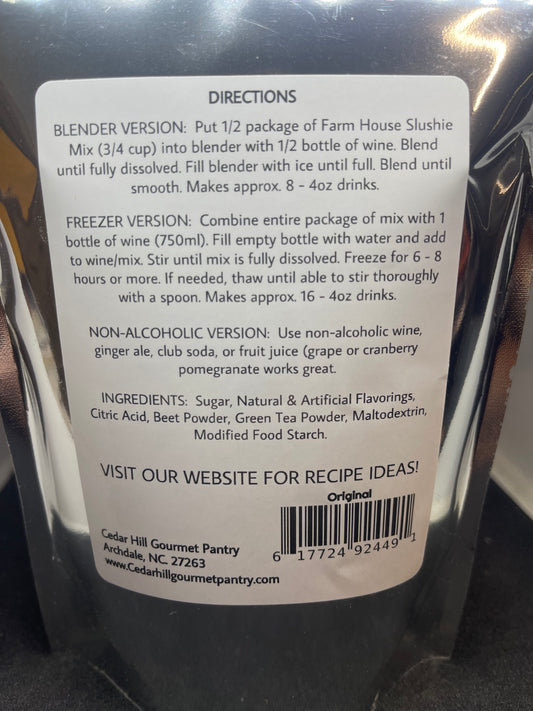 DIRECTIONS
BLENDER VERSION: Put 1/2 package of Farm House Slushie
Mix (3/4 cup) into blender with 1/2 bottle of wine. Blend
until fully dissolved. Fill blender with ice until full. Blend until
smooth. Makes approx. 8 - 4oz drinks.
FREEZER VERSION: Combine entire package of mix with 1
bottle of wine (750ml). Fill empty bottle with water and add
to wine/mix. Stir until mix is fully dissolved. Freeze for 6 - 8
hours or more. If needed, thaw until able to stir thoroughly
with a spoon. Makes approx. 16 - 4oz drinks.
NON-ALCOHOLIC VERSION: Use non-alcoholic wine,
ginger ale, club soda, or fruit juice (grape or cranberry
pomegranate works great.
INGREDIENTS: Sugar, Natural & Artificial Flavorings,
Citric Acid, Beet Powder, Green Tea Powder, Maltodextrin,
Modified Food Starch.
VISIT OUR WEBSITE FOR RECIPE IDEAS!
Original
6 17724 92449 1
Cedar Hill Gourmet Pantry
Archdale, NC. 27263
www.Cedarhillgourmetpantry.com